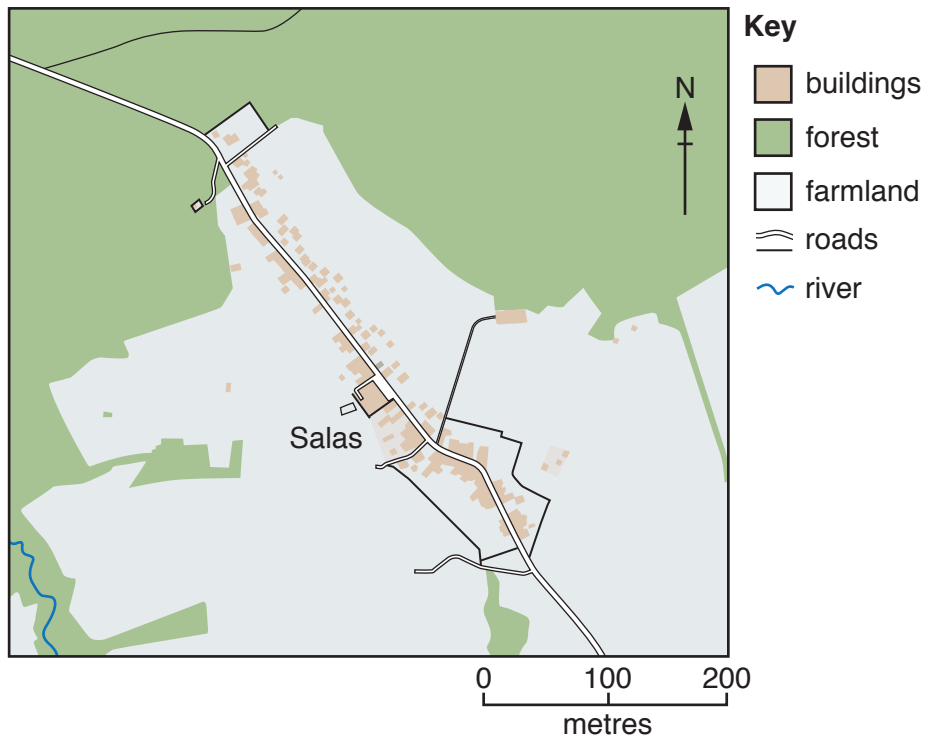 Key
N
buildings
forest
farmland
roads
river
Salas
0 100 200
metres